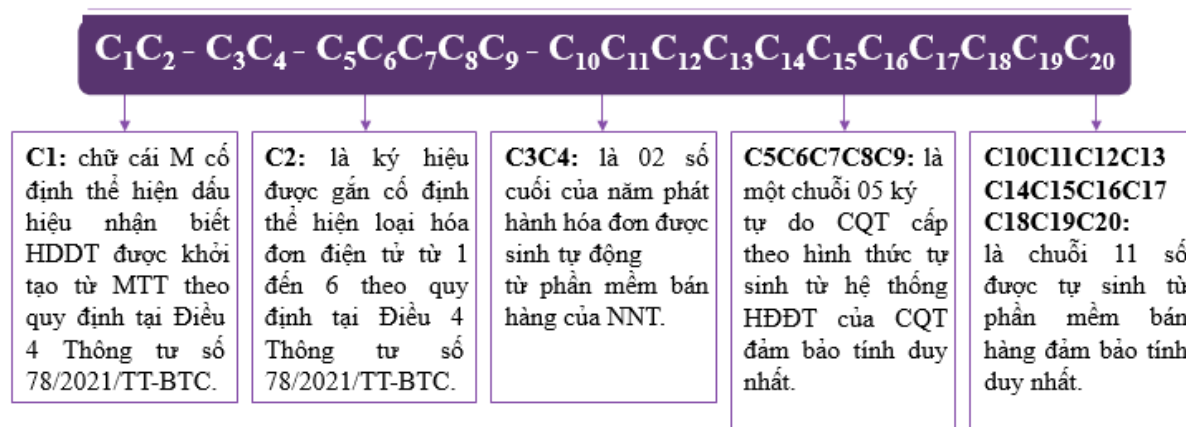 C1C2 - C3C4 - C5C6C7C8C9 - C10C11C12C13C14C15C16C17C18C19C20
C1: chữ cái M cố
định thể hiện dấu
hiệu nhận biết
HDDT được khởi
tạo từ MTT theo
quy định tại Điều
4 Thông tư số
78/2021/TT-BTC.
C2: là ký hiệu
được gắn cố định
thể hiện loại hóa
đơn điện tử từ 1
đến 6 theo quy
định tại Điều 4
Thông tư số
78/2021/TT-BTC.
C3C4: là 02 số
cuối của năm phát
hành hóa đơn được
sinh tự động
từ phần mềm bán
hàng của NNT.
C5C6C7C8C9: là
một chuỗi 05 ký
tự do CQT cấp
theo hình thức tự
sinh từ hệ thống
HĐĐT của CQT
đảm bảo tính duy
nhất.
C10C11C12C13
C14C15C16C17
C18C19C20:
là chuỗi 11 số
được tự sinh từ
phần mềm bán
hàng đảm bảo tính
duy nhất.